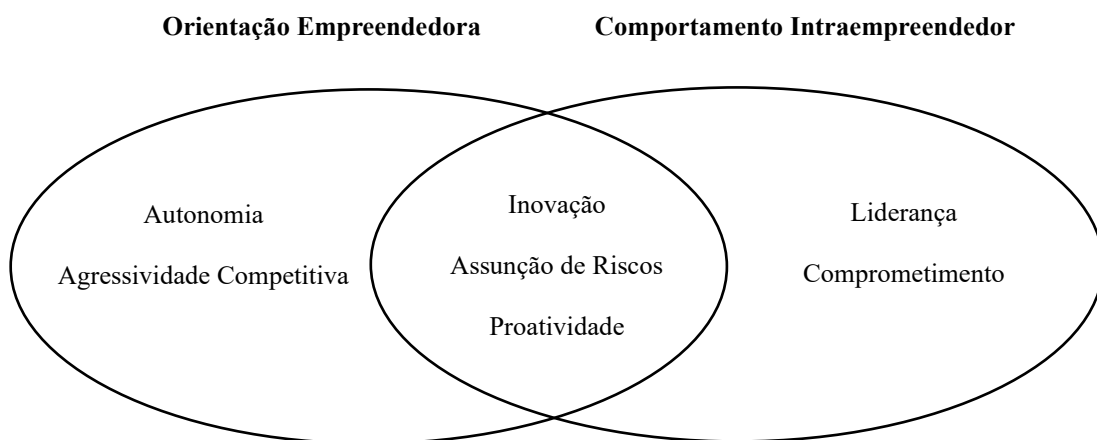 Orientação Empreendedora
Comportamento Intraempreendedor
Autonomia
Agressividade Competitiva
Inovação
Assunção de Riscos
Proatividade
Liderança
Comprometimento